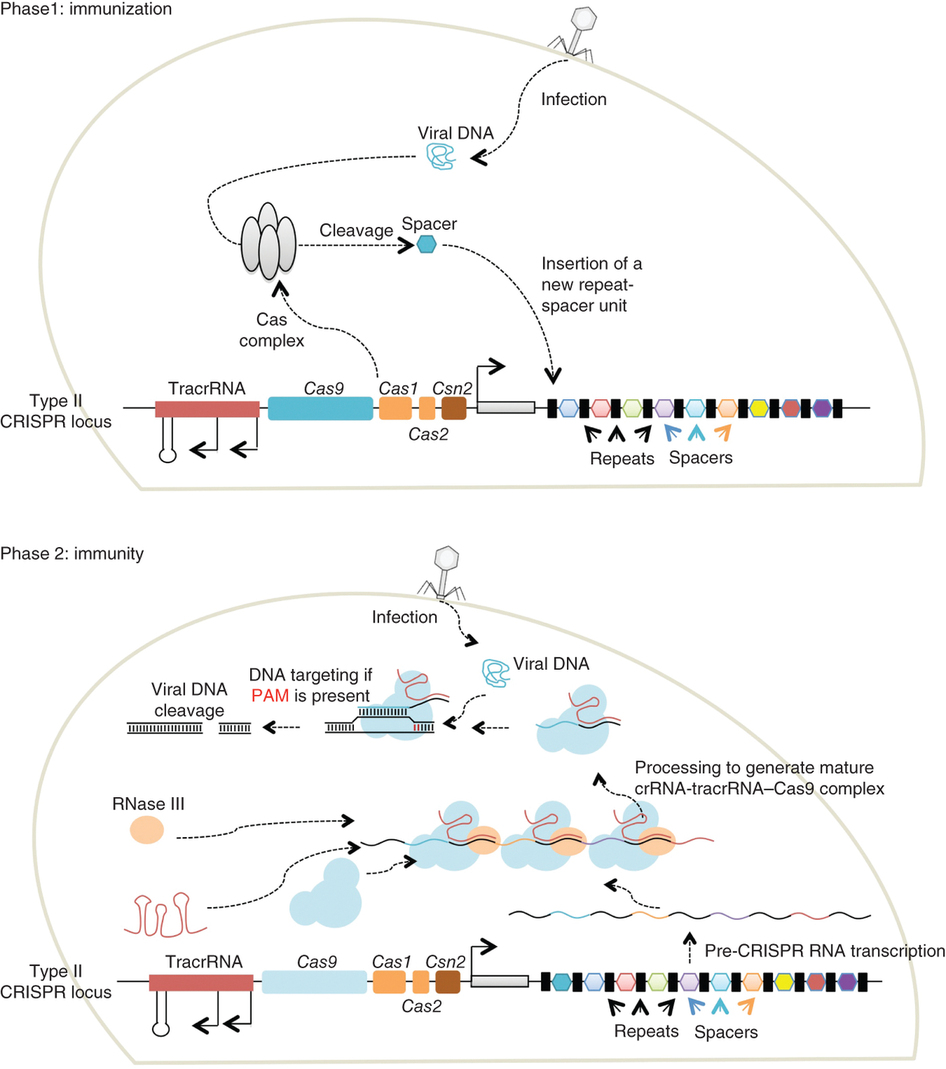 Phase1: immunization
Infection
Viral DNA
Cleavage
Spacer
Insertion of a
new repeat-
spacer unit
Cas
complex
Type II
CRISPR locus
TracrRNA
Cas9
Cas1
Csn2
Cas2
Repeats
Spacers
Phase 2: immunity
Infection
Viral DNA
DNA targeting if
PAM is present
Viral DNA
cleavage
Processing to generate mature
crRNA-tracrRNA–Cas9 complex
RNase III
Pre-CRISPR RNA transcription
Type II
CRISPR locus
TracrRNA
Cas9
Cas1
Csn2
Cas2
Repeats
Spacers